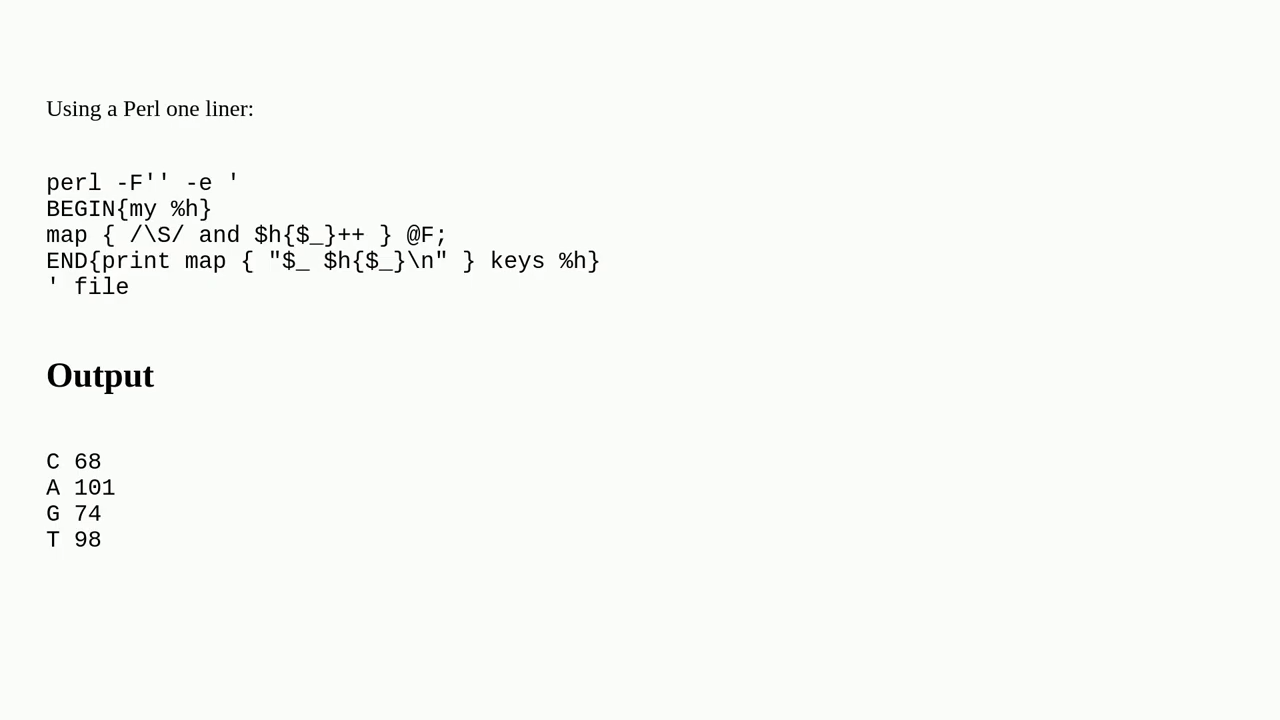 Using a Perl one liner:
perl -F'' -e '
BEGIN{my %h}
map { /\S/ and $h{$_}++ } @F;
END{print map { "$_ $h{$_}\n" } keys %h}
' file
Output
C 68
A 101
G 74
T 98